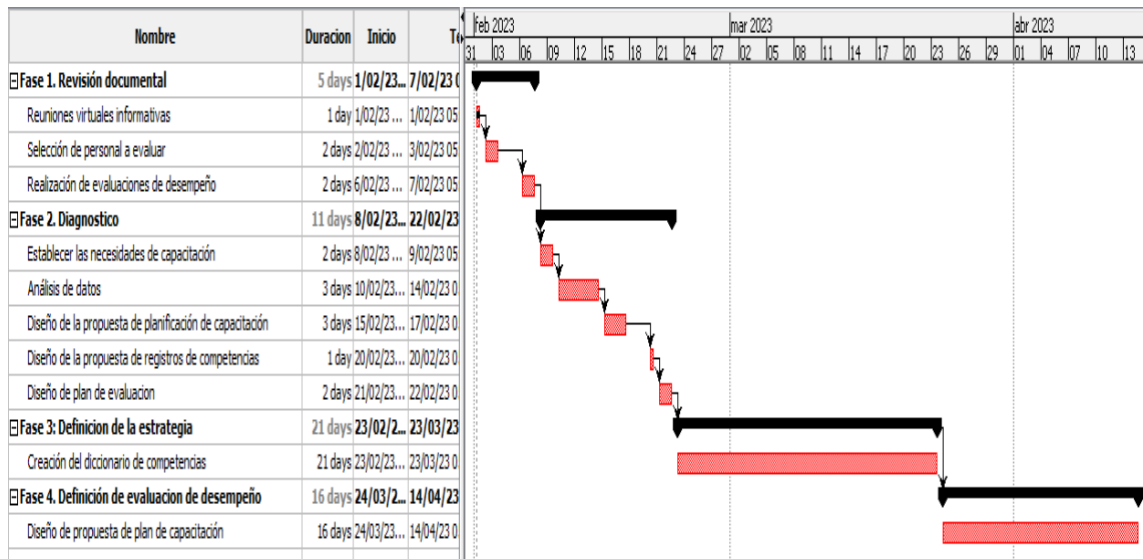 Nombre Duracion Inicio Té
feb 2023 mar 2023 abr 2023
31 03 06 09 12 15 18 21 27 02 05 08 11 14 17 20 23 26 29 01 04 07 10 13
Fase 1. Revisión documental 5 days 1/02/23... 7/02/23 0
Reuniones virtuales informativas 1 day 1/02/23 ... 1/02/23 05
Selección de personal a evaluar 2 days 2/02/23 ... 3/02/23 05
Realización de evaluaciones de desempeño 2 days 6/02/23 ... 7/02/23 05
Fase 2. Diagnostico 11 days 8/02/23... 22/02/23
Establecer las necesidades de capacitación 2 days 8/02/23 ... 9/02/23 05
Análisis de datos 3 days 10/02/23... 14/02/23 0
Diseño de la propuesta de planificación de capacitación 3 days 15/02/23... 17/02/23 0
Diseño de la propuesta de registros de competencias 1 day 20/02/23... 20/02/23 0
Diseño de plan de evaluacion 2 days 21/02/23... 22/02/23 0
Fase 3: Definicion de la estrategia 21 days 23/02/2... 23/03/23
Creación del diccionario de competencias 21 days 23/02/23... 23/03/23 0
Fase 4. Definición de evaluacion de desempeño 16 days 24/03/2... 14/04/23
Diseño de propuesta de plan de capacitación 16 days 24/03/23... 14/04/23 0